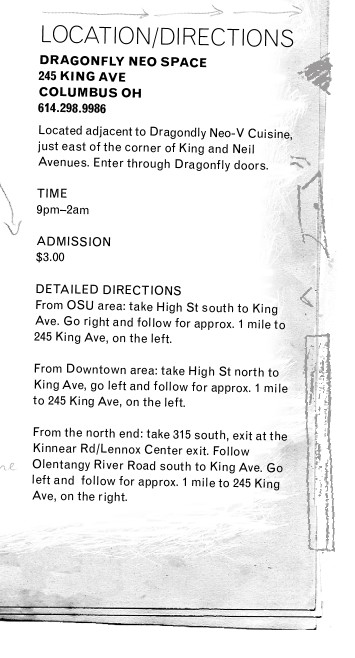 LOCATION/DIRECTIONS
DRAGONFLY NEO SPACE
245 KING AVE
COLUMBUS OH
614.298.9986
Located adjacent to Dragondly Neo-V Cuisine,
just east of the corner of King and Neil
Avenues. Enter through Dragonfly doors.
TIME
9pm–2am
ADMISSION
$3.00
DETAILED DIRECTIONS
From OSU area: take High St south to King
Ave. Go right and follow for approx. 1 mile to
245 King Ave, on the left.
From Downtown area: take High St north to
King Ave, go left and follow for approx. 1 mile
to 245 King Ave, on the left.
From the north end: take 315 south, exit at the
Kinnear Rd/Lennox Center exit. Follow
Olentangy River Road south to King Ave. Go
left and follow for approx. 1 mile to 245 King
Ave, on the right.